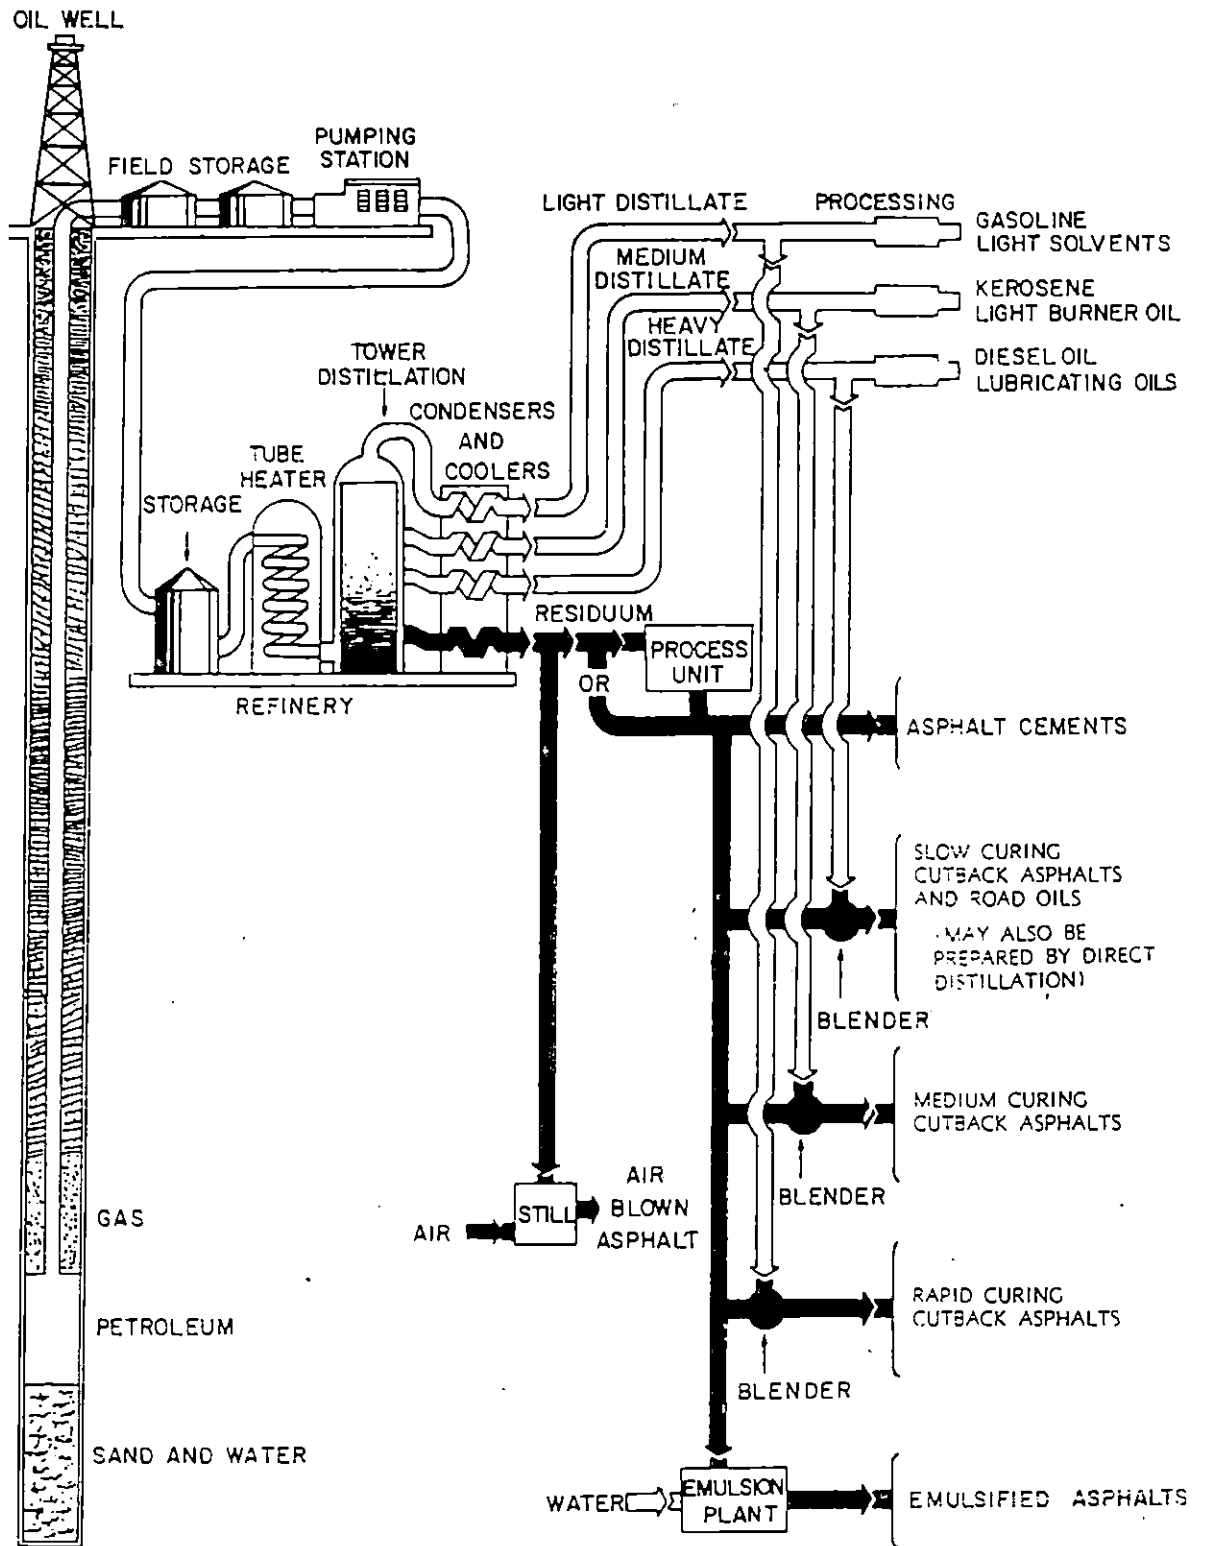 OIL WELL
FIELD STORAGE
PUMPING
STATION
LIGHT DISTILLATE
PROCESSING
GASOLINE
LIGHT SOLVENTS
MEDIUM
DISTILLATE
KEROSENE
LIGHT BURNER OIL
HEAVY
DISTILLATE
DIESEL OIL
LUBRICATING OILS
TOWER
DISTILLATION
CONDENSERS
AND
COOLERS
TUBE
HEATER
STORAGE
RESIDUUM
PROCESS
UNIT
OR
REFINERY
ASPHALT CEMENTS
SLOW CURING
CUTBACK ASPHALTS
AND ROAD OILS
(MAY ALSO BE
PREPARED BY DIRECT
DISTILLATION)
BLENDER
MEDIUM CURING
CUTBACK ASPHALTS
BLENDER
GAS
AIR
STILL
AIR
BLOWN
ASPHALT
RAPID CURING
CUTBACK ASPHALTS
BLENDER
PETROLEUM
SAND AND WATER
WATER
EMULSION
PLANT
EMULSIFIED ASPHALTS